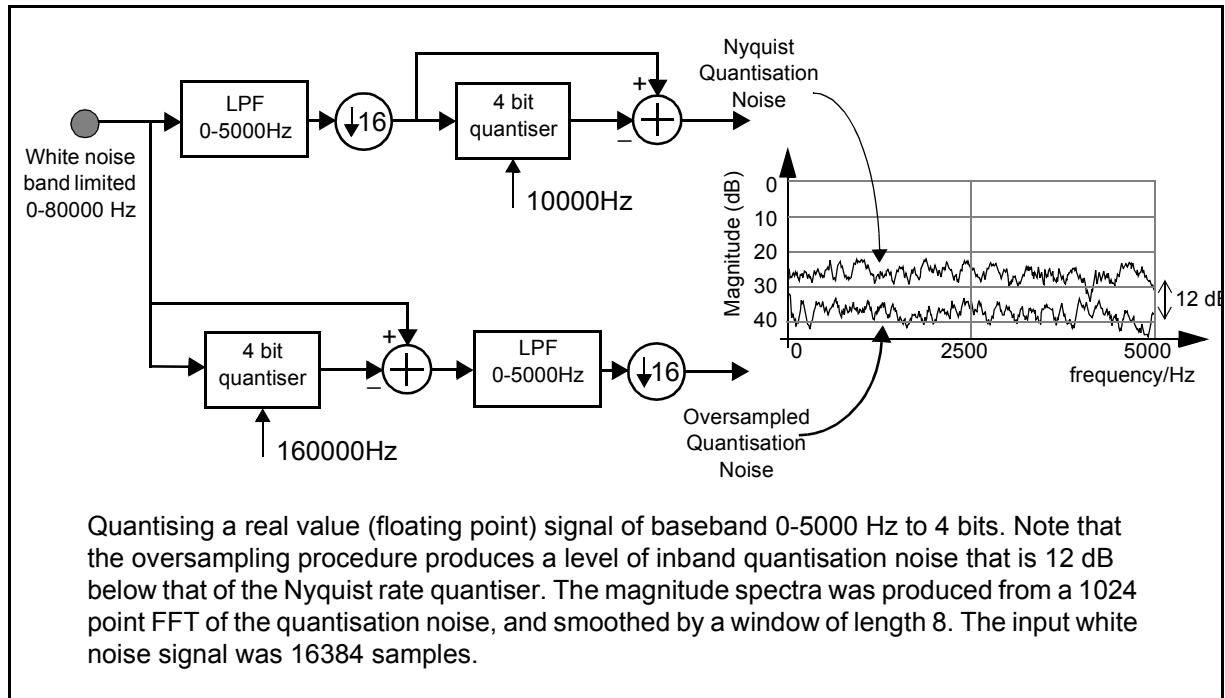 Nyquist
Quantisation
Noise
LPF
0-5000Hz
16
4 bit
quantiser
+
–
White noise
band limited
0-80000 Hz
10000Hz
Magnitude (dB)
0
10
20
30
40
12 dB
0
2500
5000
frequency/Hz
4 bit
quantiser
+
–
LPF
0-5000Hz
16
160000Hz
Oversampled
Quantisation
Noise
Quantising a real value (floating point) signal of baseband 0-5000 Hz to 4 bits. Note that
the oversampling procedure produces a level of inband quantisation noise that is 12 dB
below that of the Nyquist rate quantiser. The magnitude spectra was produced from a 1024
point FFT of the quantisation noise, and smoothed by a window of length 8. The input white
noise signal was 16384 samples.